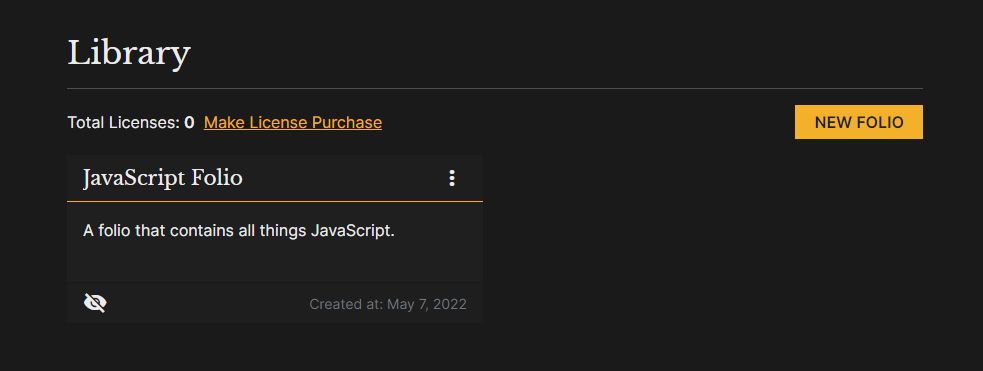 Library
Total Licenses: 0 Make License Purchase
NEW FOLIO
JavaScript Folio
A folio that contains all things JavaScript.
Created at: May 7, 2022